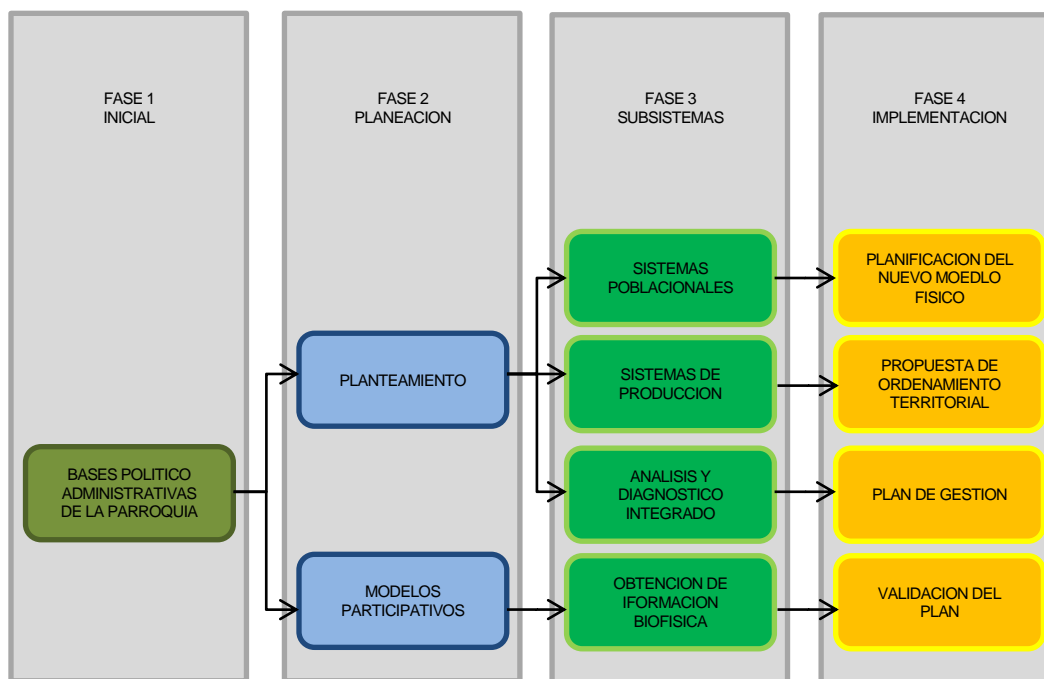 FASE 1
INICIAL
FASE 2
PLANEACION
FASE 3
SUBSISTEMAS
FASE 4
IMPLEMENTACION
BASES POLITICO
ADMINISTRATIVAS
DE LA PARROQUIA
PLANTEAMIENTO
MODELOS
PARTICIPATIVOS
SISTEMAS
POBLACIONALES
SISTEMAS DE
PRODUCCION
ANALISIS Y
DIAGNOSTICO
INTEGRADO
OBTENCION DE
IFORMACION
BIOFISICA
PLANIFICACION DEL
NUEVO MOEDLO
FISICO
PROPUESTA DE
ORDENAMIENTO
TERRITORIAL
PLAN DE GESTION
VALIDACION DEL
PLAN